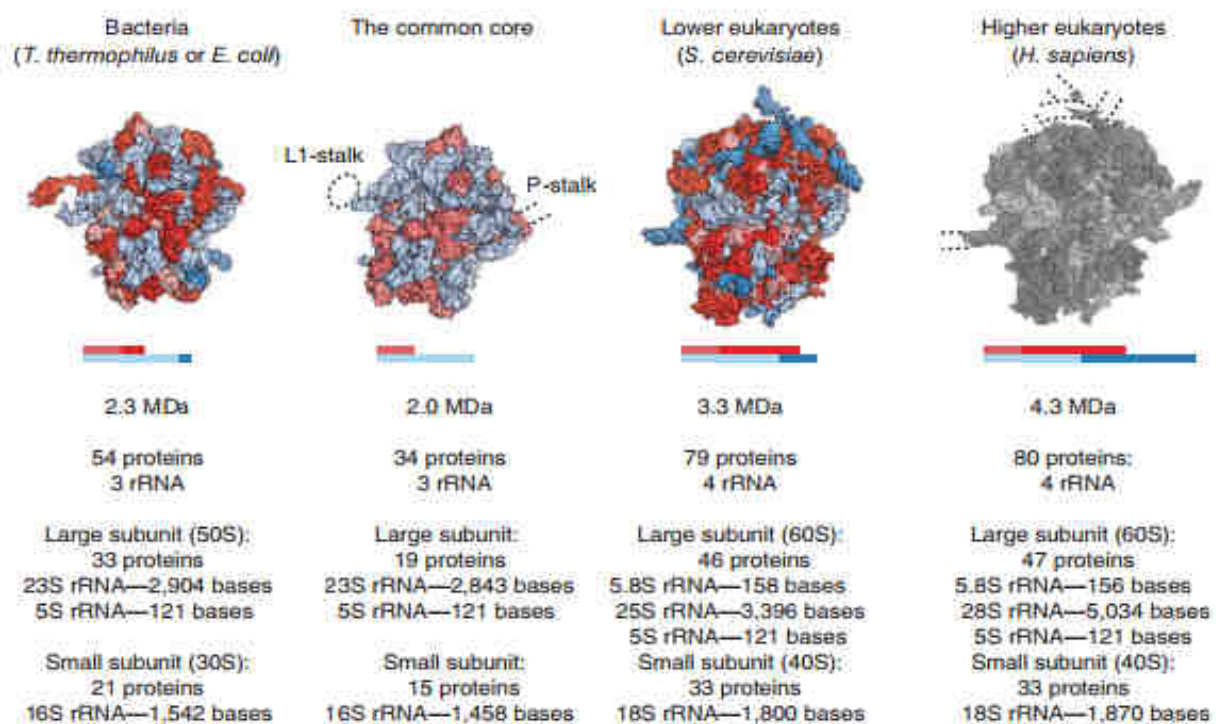 Bacteria
(T. thermophilus or E. coli)
The common core
Lower eukaryotes
(S. cerevisiae)
Higher eukaryotes
(H. sapiens)
L1-stalk
P-stalk
2.3 MDa
2.0 MDa
3.3 MDa
4.3 MDa
54 proteins
3 rRNA
34 proteins
3 rRNA
79 proteins
4 rRNA
80 proteins:
4 rRNA
Large subunit (50S):
33 proteins
23S rRNA—2,904 bases
5S rRNA—121 bases
Large subunit:
19 proteins
23S rRNA—2,843 bases
5S rRNA—121 bases
Large subunit (60S):
46 proteins
5.8S rRNA—158 bases
25S rRNA—3,396 bases
5S rRNA—121 bases
Large subunit (60S):
47 proteins
5.8S rRNA—156 bases
28S rRNA—5,034 bases
5S rRNA—121 bases
Small subunit (30S):
21 proteins
16S rRNA—1,542 bases
Small subunit:
15 proteins
16S rRNA—1,458 bases
Small subunit (40S):
33 proteins
18S rRNA—1,800 bases
Small subunit (40S):
33 proteins
18S rRNA—1,870 bases